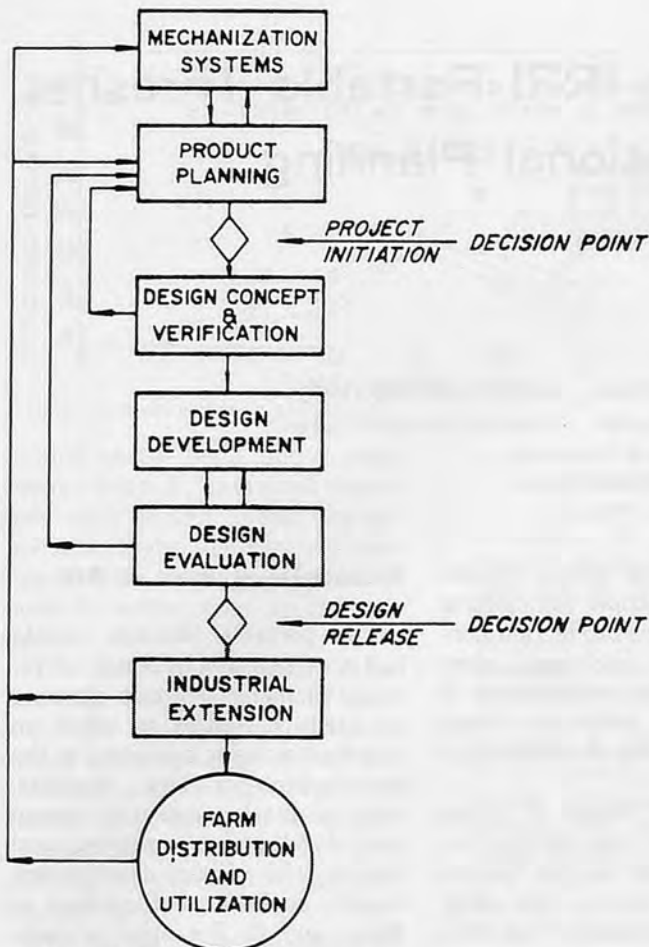 MECHANIZATION
SYSTEMS
PRODUCT
PLANNING
PROJECT
INITIATION
DECISION POINT
DESIGN CONCEPT
&
VERIFICATION
DESIGN
DEVELOPMENT
DESIGN
EVALUATION
DESIGN
RELEASE
DECISION POINT
INDUSTRIAL
EXTENSION
FARM
DISTRIBUTION
AND
UTILIZATION